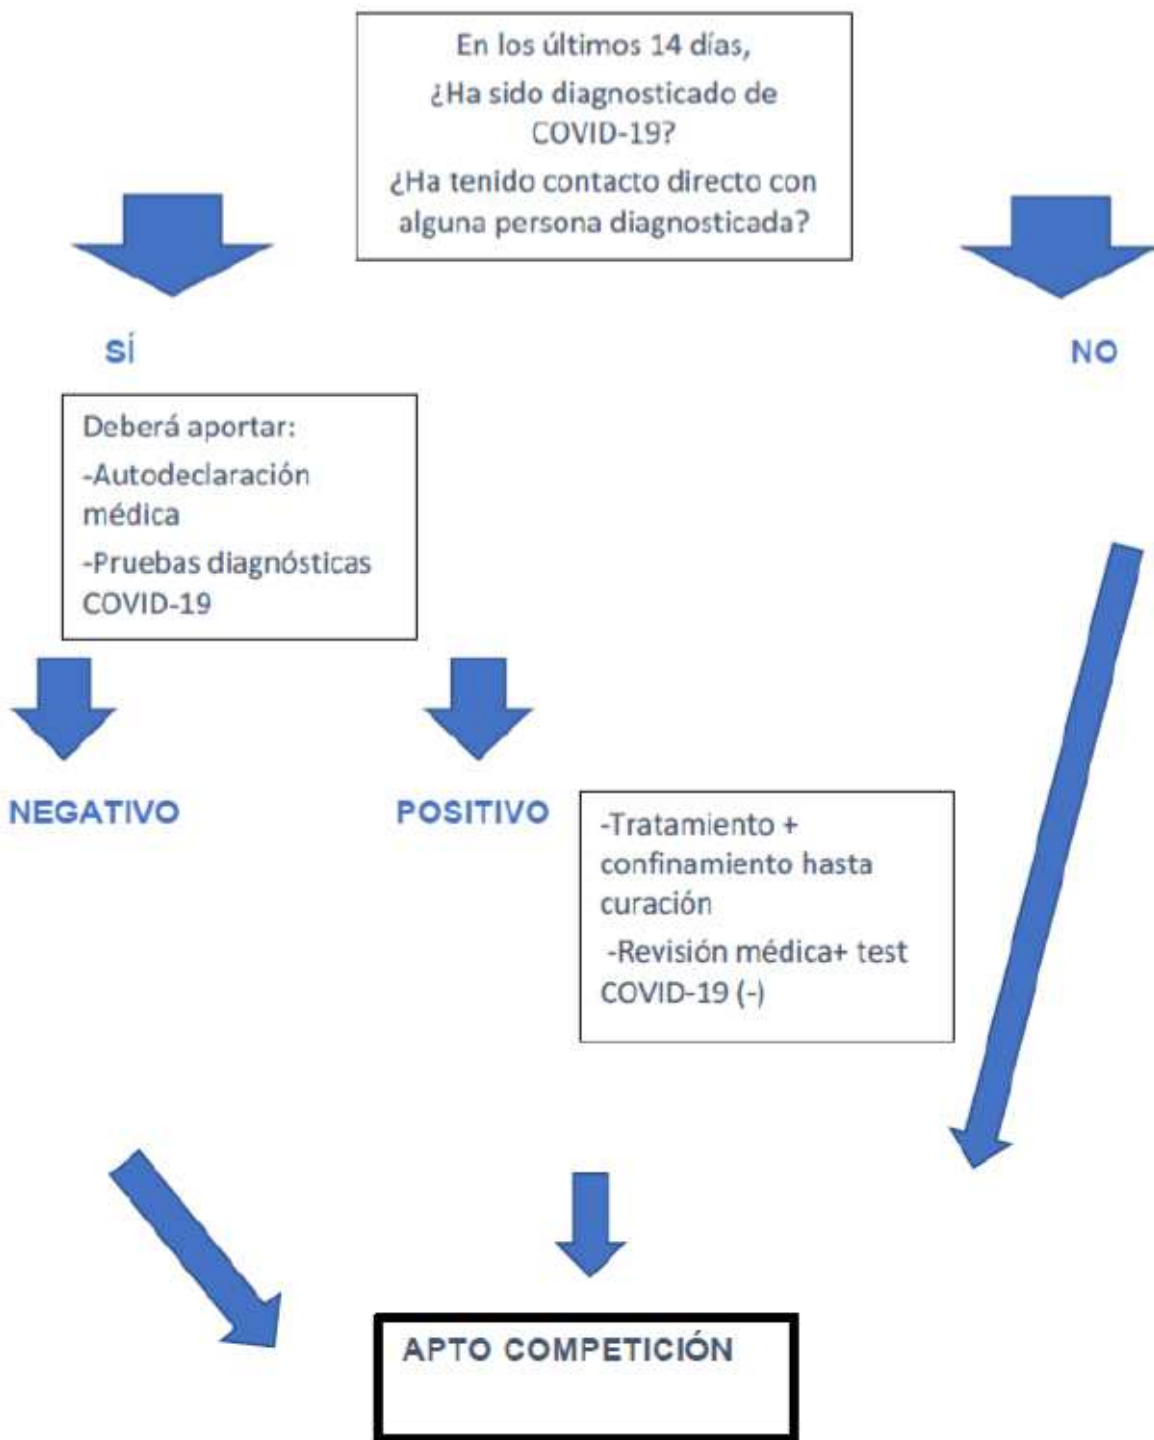 En los últimos 14 días,
¿Ha sido diagnosticado de
COVID-19?
¿Ha tenido contacto directo con
alguna persona diagnosticada?
SÍ
NO
Deberá aportar:
-Autodeclaración
médica
-Pruebas diagnósticas
COVID-19
NEGATIVO
POSITIVO
-Tratamiento +
confinamiento hasta
curación
-Revisión médica+ test
COVID-19 (-)
APTO COMPETICIÓN